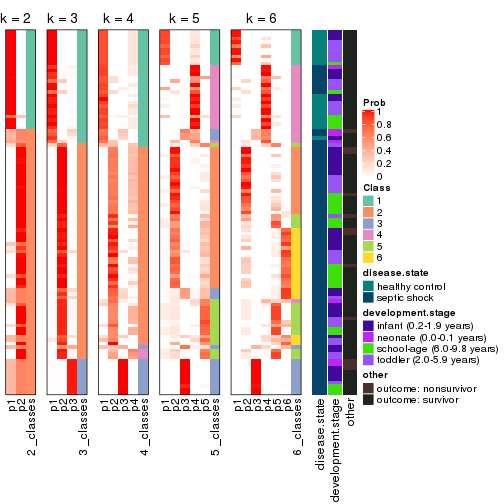 k = 2 k = 3 k = 4 k = 5 k = 6
Prob
1
0.8
0.6
0.4
0.2
0
Class
1
2
3
4
5
6
disease.state
healthy control
septic shock
development.stage
infant (0.2-1.9 years)
neonate (0.0-0.1 years)
school-age (6.0-9.8 years)
toddler (2.0-5.9 years)
other
outcome: nonsurvivor
outcome: survivor
p1
p2
2_classes
p1
p2
p3
3_classes
p1
p2
p3
p4
4_classes
p1
p2
p3
p4
p5
5_classes
p1
p2
p3
p4
p5
p6
6_classes
disease.state
development.stage
other